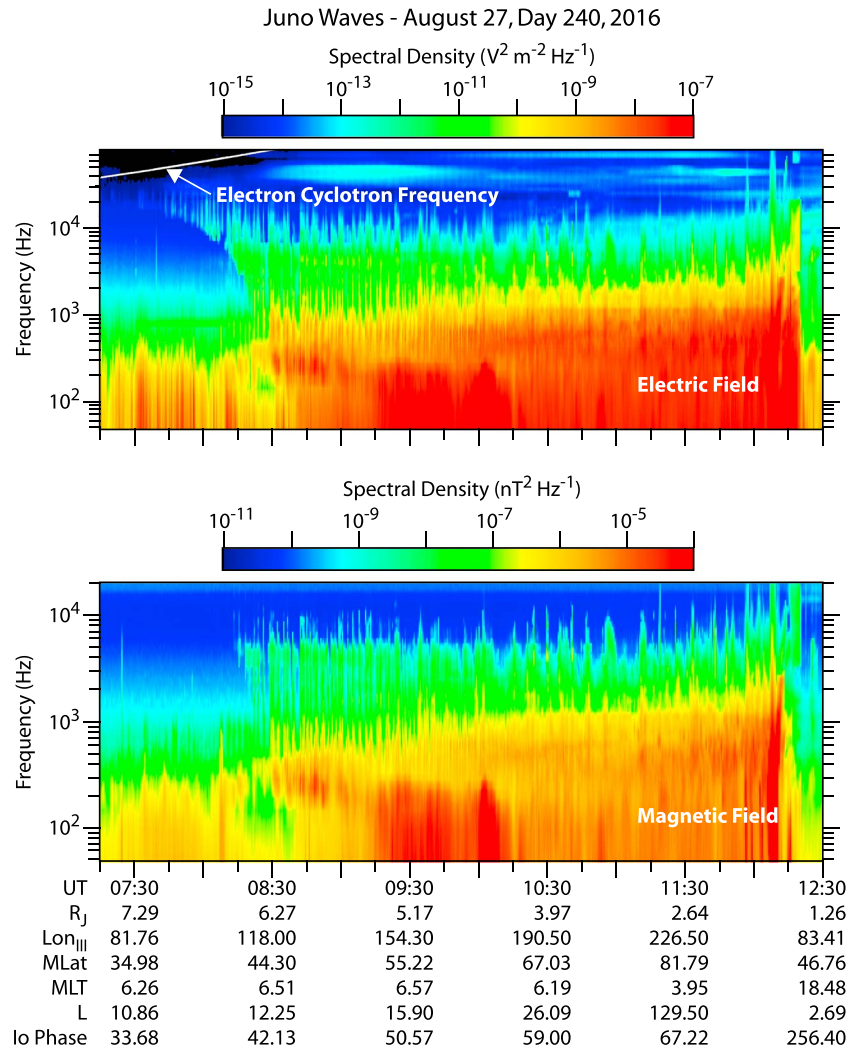 Juno Waves - August 27, Day 240, 2016
Spectral Density (V² m⁻² Hz⁻¹)
10⁻¹⁵ 10⁻¹³ 10⁻¹¹ 10⁻⁹ 10⁻⁷
Electron Cyclotron Frequency
Frequency (Hz)
10⁴
10³
10²
Electric Field
Spectral Density (nT² Hz⁻¹)
10⁻¹¹ 10⁻⁹ 10⁻⁷ 10⁻⁵
Frequency (Hz)
10⁴
10³
10²
Magnetic Field
UT 07:30 08:30 09:30 10:30 11:30 12:30
R_J 7.29 6.27 5.17 3.97 2.64 1.26
Lon_III 81.76 118.00 154.30 190.50 226.50 83.41
MLat 34.98 44.30 55.22 67.03 81.79 46.76
MLT 6.26 6.51 6.57 6.19 3.95 18.48
L 10.86 12.25 15.90 26.09 129.50 2.69
Io Phase 33.68 42.13 50.57 59.00 67.22 256.40